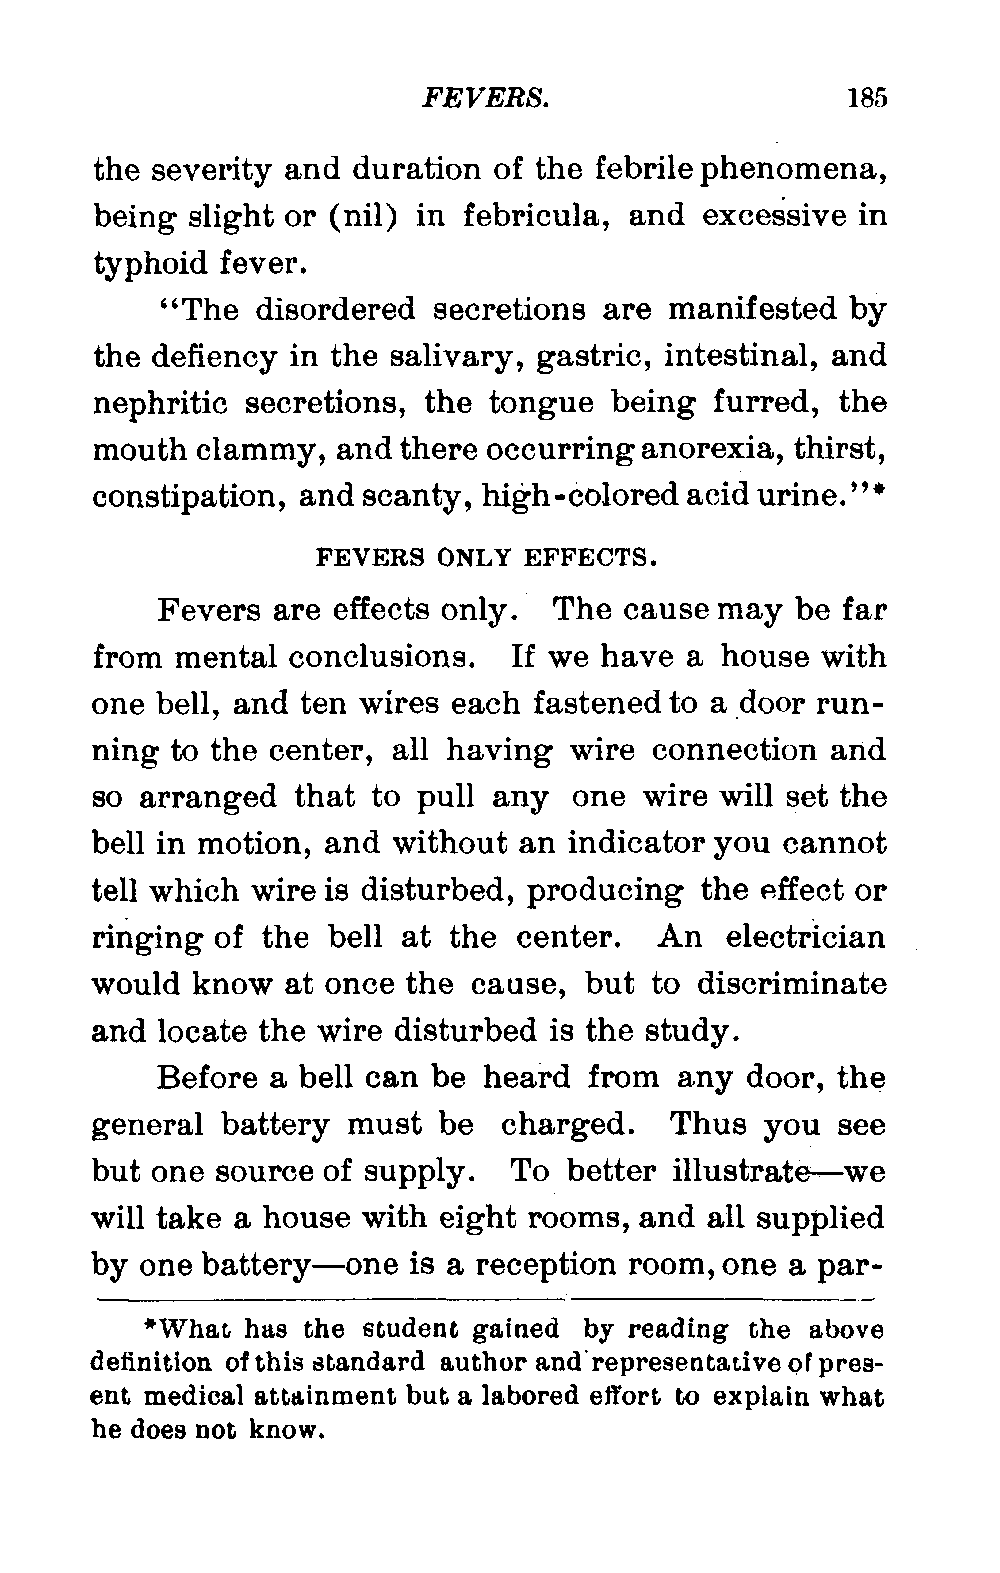 FEVERS. 185
the severity and duration of the febrile phenomena,
being slight or (nil) in febricula, and excessive in
typhoid fever.
“The disordered secretions are manifested by
the defiency in the salivary, gastric, intestinal, and
nephritic secretions, the tongue being furred, the
mouth clammy, and there occurring anorexia, thirst,
constipation, and scanty, high-colored acid urine.”*
FEVERS ONLY EFFECTS.
Fevers are effects only. The cause may be far
from mental conclusions. If we have a house with
one bell, and ten wires each fastened to a door run-
ning to the center, all having wire connection and
so arranged that to pull any one wire will set the
bell in motion, and without an indicator you cannot
tell which wire is disturbed, producing the effect or
ringing of the bell at the center. An electrician
would know at once the cause, but to discriminate
and locate the wire disturbed is the study.
Before a bell can be heard from any door, the
general battery must be charged. Thus you see
but one source of supply. To better illustrate—we
will take a house with eight rooms, and all supplied
by one battery—one is a reception room, one a par-
*What has the student gained by reading the above
definition of this standard author and representative of pres-
ent medical attainment but a labored effort to explain what
he does not know.